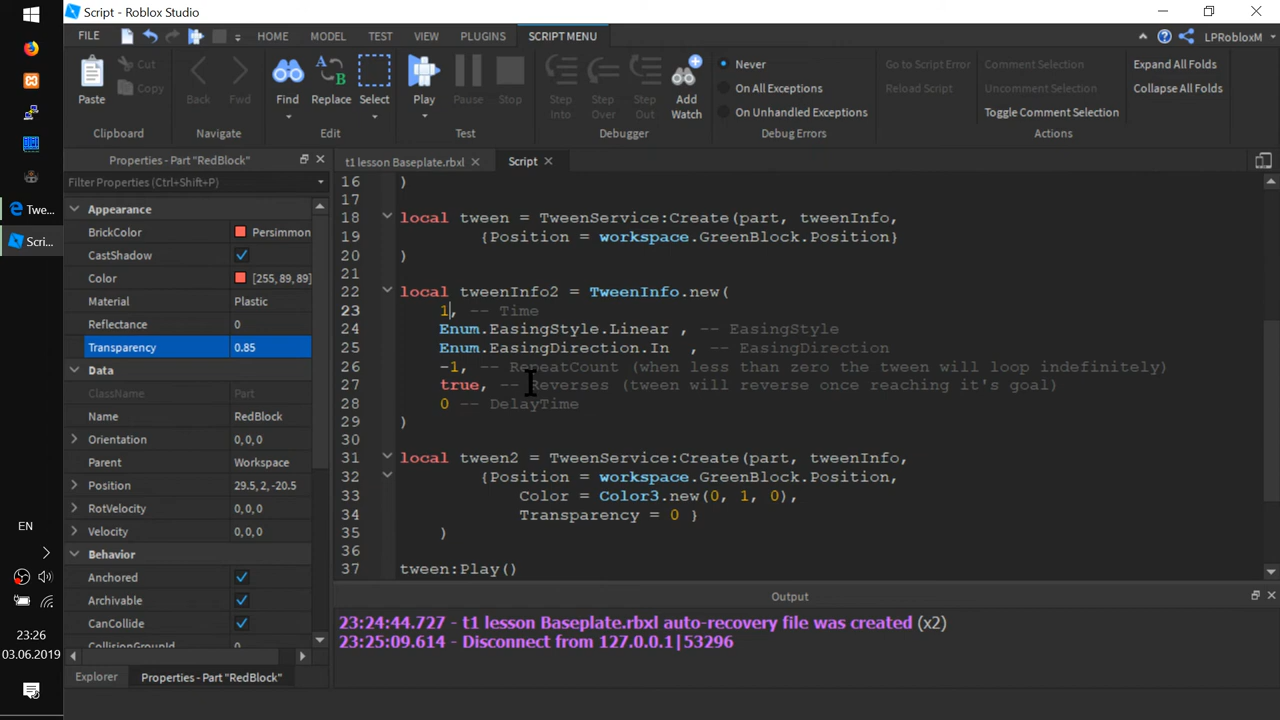 Script - Roblox Studio
FILE HOME MODEL TEST VIEW PLUGINS SCRIPT MENU LPRobloxM
Paste Cut Copy Back Fwd Find Replace Select Play Pause Stop Step Into Step Over Step Out Add Watch
Never
On All Exceptions
On Unhandled Exceptions
Go to Script Error
Reload Script
Comment Selection
Uncomment Selection
Toggle Comment Selection
Expand All Folds
Collapse All Folds
Clipboard Navigate Edit Test Debugger Debug Errors Actions
Properties - Part "RedBlock"
t1 lesson Baseplate.rbxl Script
Filter Properties (Ctrl+Shift+P)
Appearance
BrickColor Persimmon
CastShadow
Color [255, 89, 89]
Material Plastic
Reflectance 0
Transparency 0.85
Data
ClassName Part
Name RedBlock
Orientation 0, 0, 0
Parent Workspace
Position 29.5, 2, -20.5
RotVelocity 0, 0, 0
Velocity 0, 0, 0
Behavior
Anchored
Archivable
CanCollide
CollisionGroupId 0
Explorer Properties - Part "RedBlock"
16 )
17
18 local tween = TweenService:Create(part, tweenInfo,
19 {Position = workspace.GreenBlock.Position}
20 )
21
22 local tweenInfo2 = TweenInfo.new(
23 1, -- Time
24 Enum.EasingStyle.Linear , -- EasingStyle
25 Enum.EasingDirection.In , -- EasingDirection
26 -1, -- RepeatCount (when less than zero the tween will loop indefinitely)
27 true, -- Reverses (tween will reverse once reaching it's goal)
28 0 -- DelayTime
29 )
30
31 local tween2 = TweenService:Create(part, tweenInfo,
32 {Position = workspace.GreenBlock.Position,
33 Color = Color3.new(0, 1, 0),
34 Transparency = 0 }
35 )
36
37 tween:Play()
Output
23:24:44.727 - t1 lesson Baseplate.rbxl auto-recovery file was created (x2)
23:25:09.614 - Disconnect from 127.0.0.1|53296
Twe...
Scri...
EN
23:26
03.06.2019